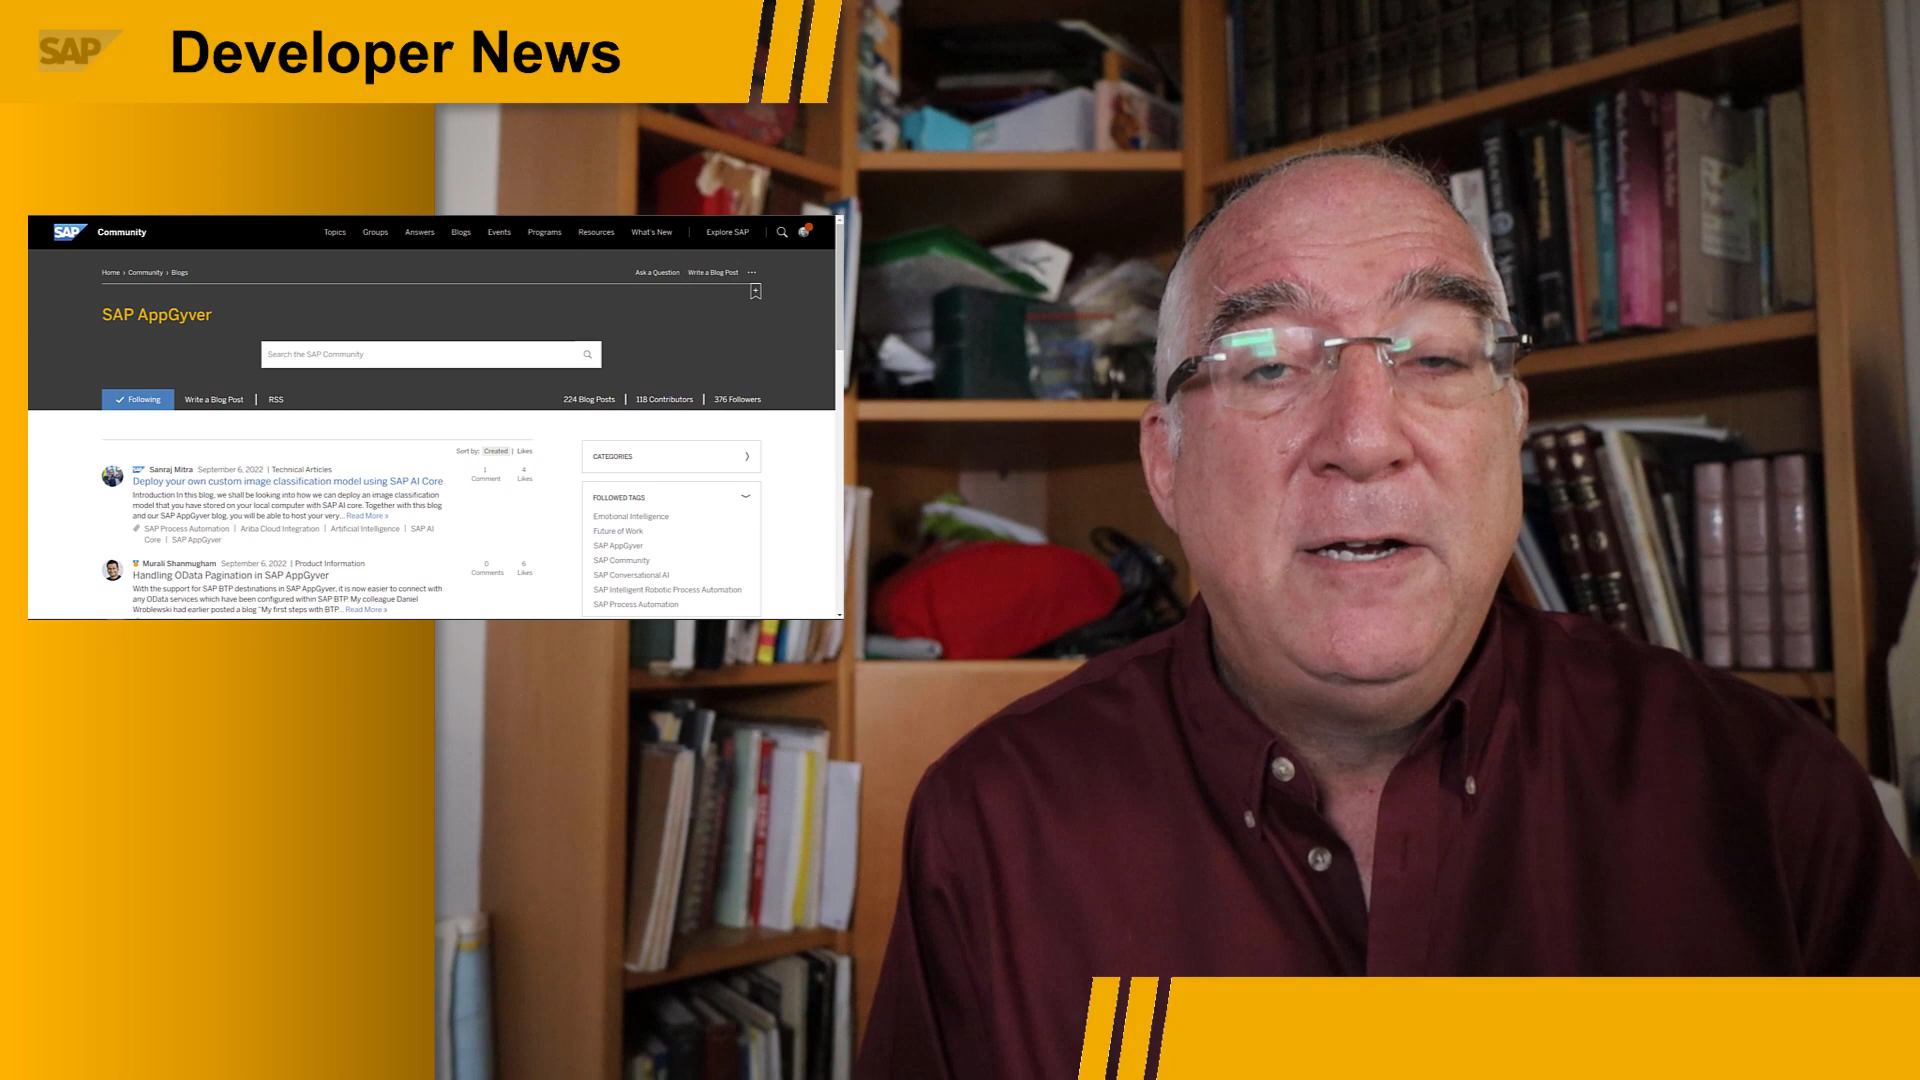 SAP Developer News
SAP Community
Topics Groups Answers Blogs Events Programs Resources What's New Explore SAP
Home › Community › Blogs
Ask a Question Write a Blog Post ...
SAP AppGyver
Search the SAP Community
Following Write a Blog Post | RSS
224 Blog Posts | 118 Contributors | 376 Followers
Sort by: Created | Likes
SAP Sanraj Mitra September 6, 2022 | Technical Articles
Deploy your own custom image classification model using SAP AI Core
Introduction In this blog, we shall be looking into how we can deploy an image classification
model that you have stored on your local computer with SAP AI core. Together with this blog
and our SAP AppGyver blog, you will be able to host your very... Read More »
SAP Process Automation | Ariba Cloud Integration | Artificial Intelligence | SAP AI
Core | SAP AppGyver
1 Comment
4 Likes
Murali Shanmugham September 6, 2022 | Product Information
Handling OData Pagination in SAP AppGyver
With the support for SAP BTP destinations in SAP AppGyver, it is now easier to connect with
any OData services which have been configured within SAP BTP. My colleague Daniel
Wroblewski had earlier posted a blog "My first steps with BTP... Read More »
0 Comments
6 Likes
CATEGORIES
FOLLOWED TAGS
Emotional Intelligence
Future of Work
SAP AppGyver
SAP Community
SAP Conversational AI
SAP Intelligent Robotic Process Automation
SAP Process Automation